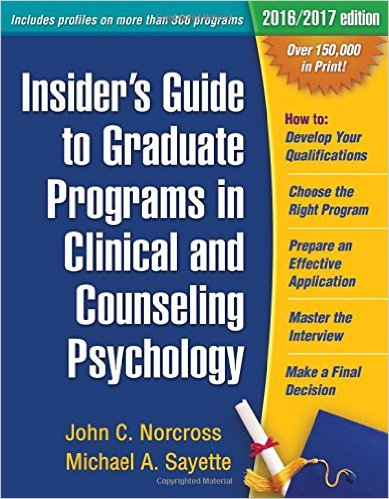 Includes profiles on more than 300 programs
2016/2017 edition
Over 150,000
in Print!
Insider's Guide
to Graduate
Programs in
Clinical and
Counseling
Psychology
How to:
Develop Your
Qualifications
Choose the
Right Program
Prepare an
Effective
Application
Master the
Interview
Make a Final
Decision
John C. Norcross
Michael A. Sayette
Copyrighted Material